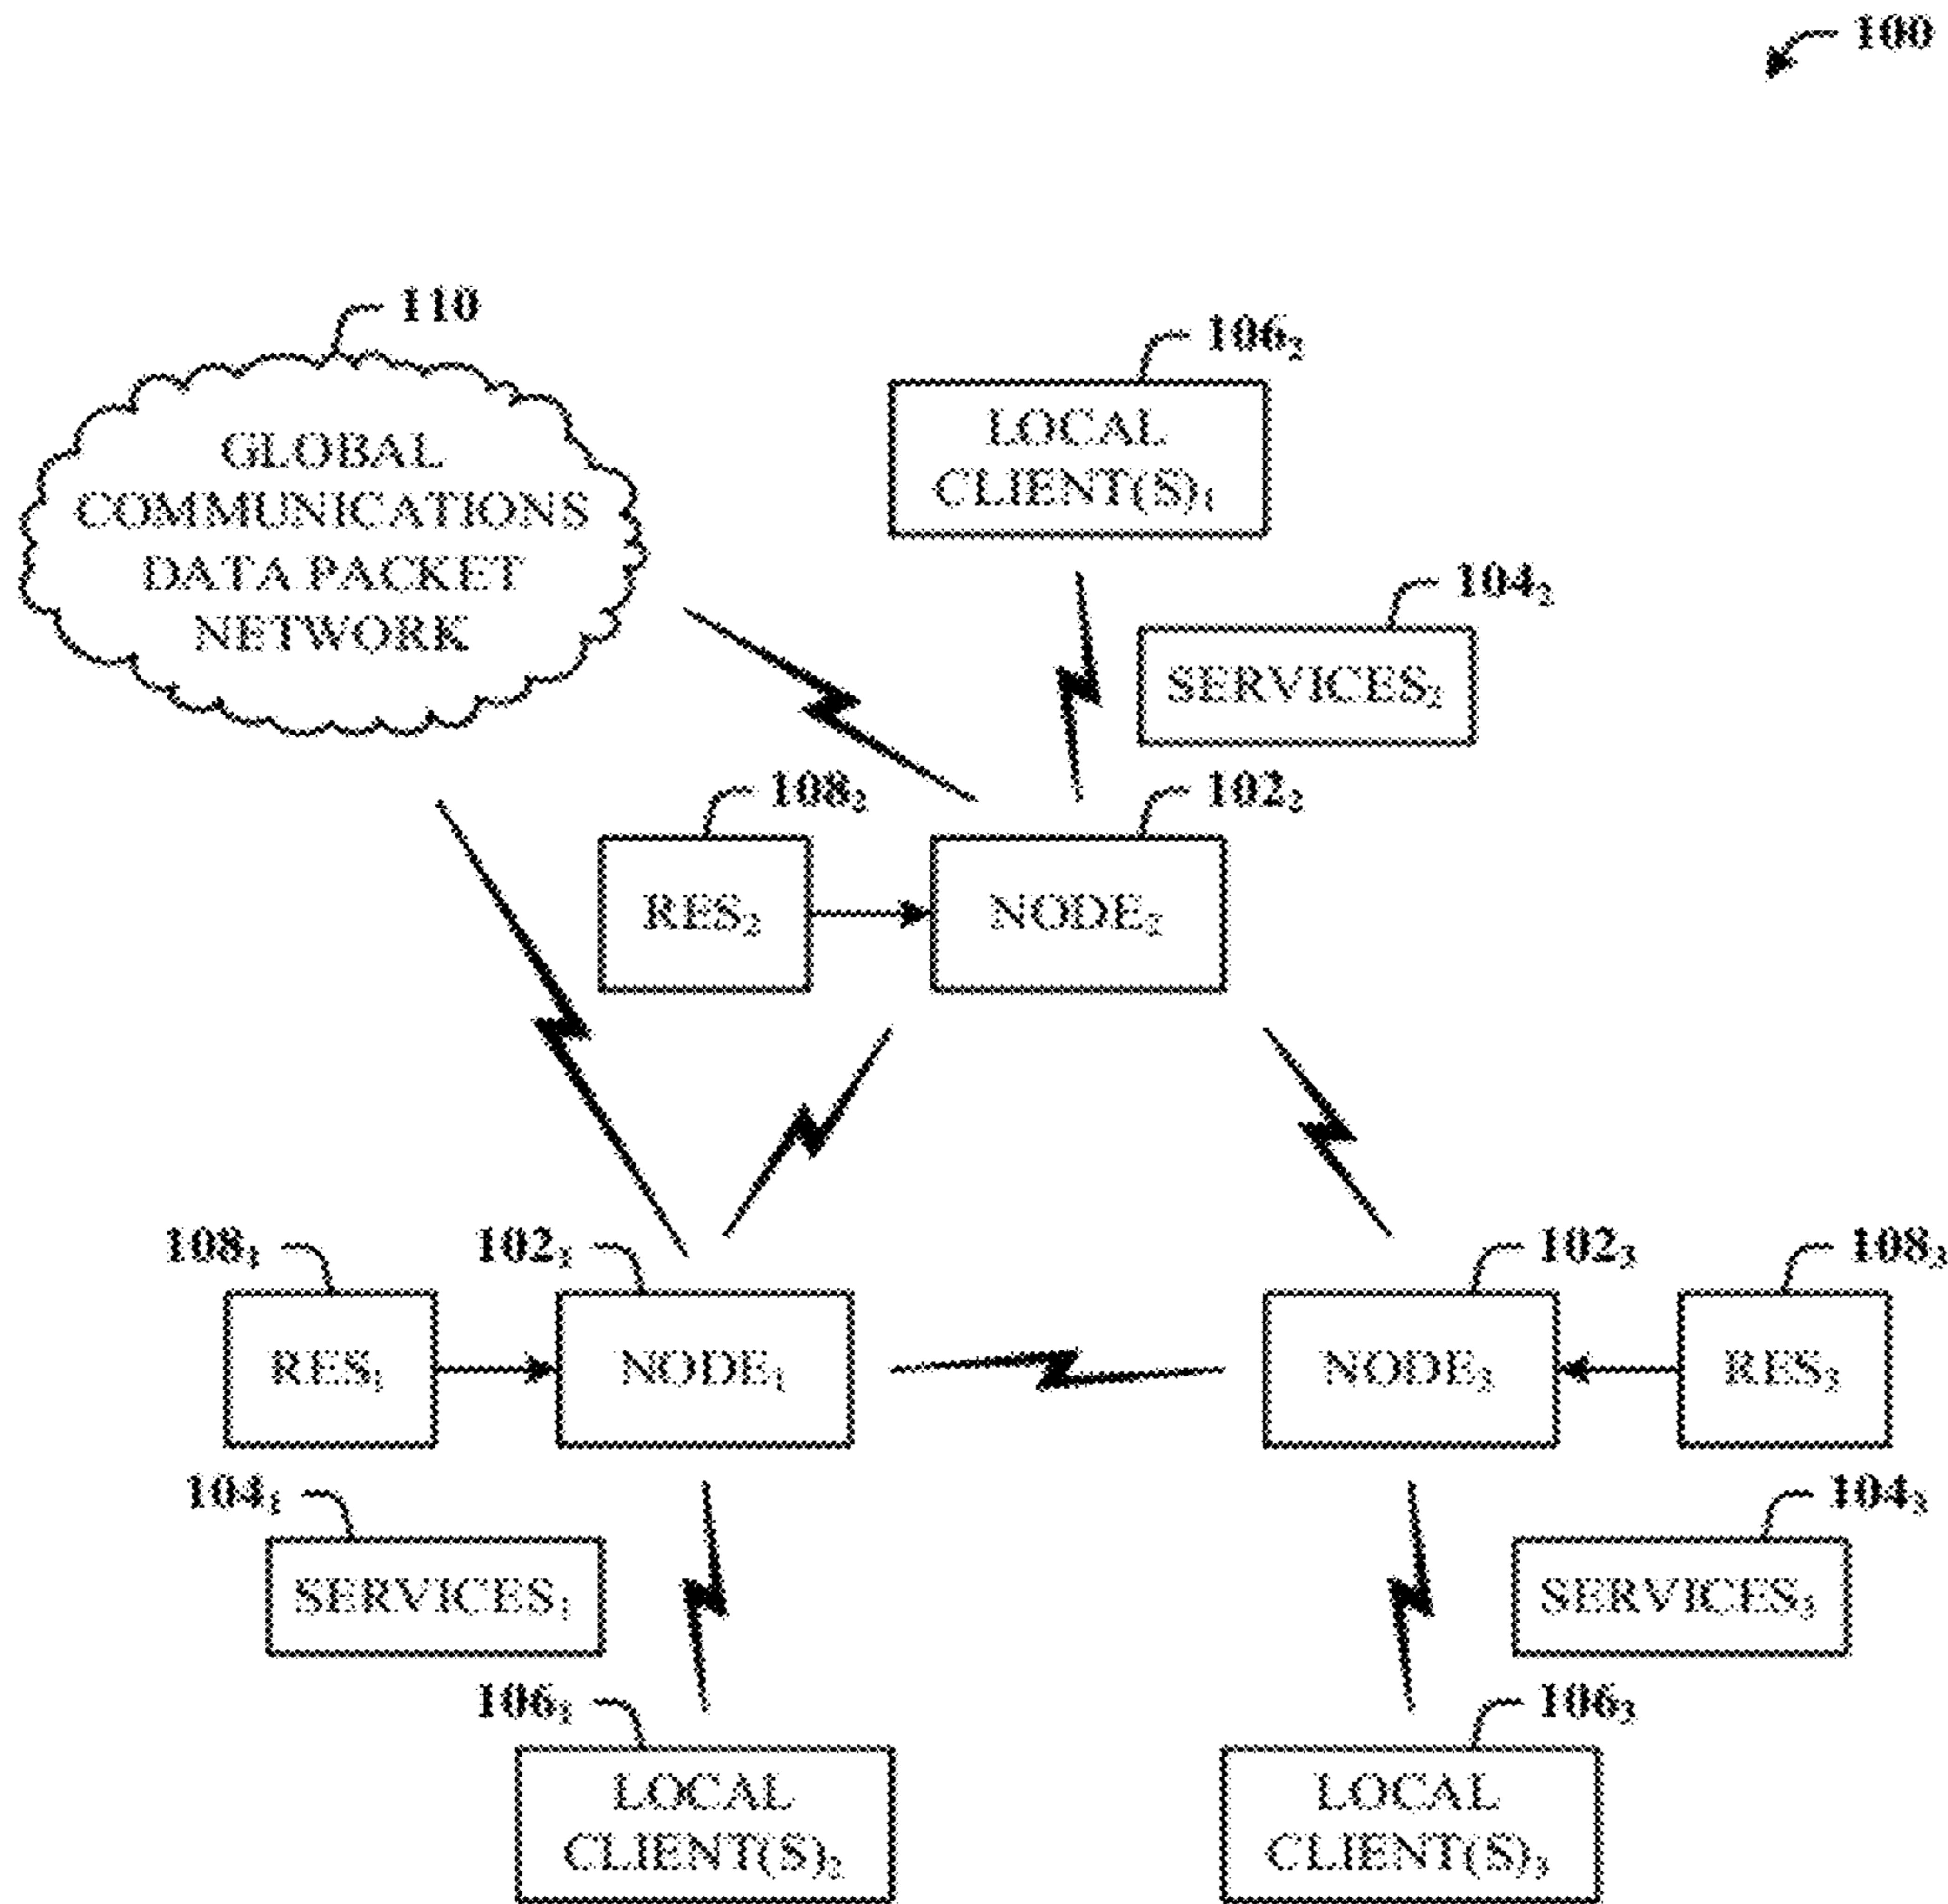 100
110
GLOBAL
COMMUNICATIONS
DATA PACKET
NETWORK
106₂
LOCAL
CLIENT(S)₁
104₂
SERVICES₂
108₂
RES₂
102₂
NODE₂
108₁
RES₁
102₁
NODE₁
102₃
NODE₃
108₃
RES₃
104₁
SERVICES₁
104₃
SERVICES₃
106₁
LOCAL
CLIENT(S)₂
106₃
LOCAL
CLIENT(S)₃